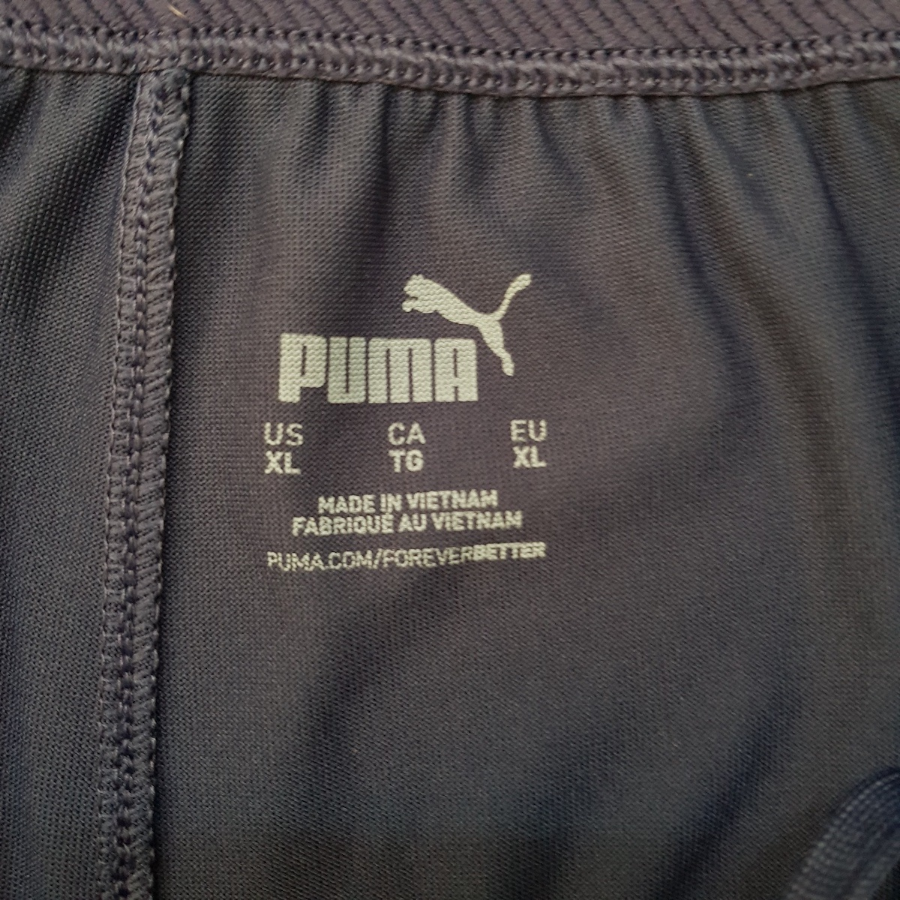 PUMA
US CA EU
XL TG XL
MADE IN VIETNAM
FABRIQUÉ AU VIETNAM
PUMA.COM/FOREVERBETTER